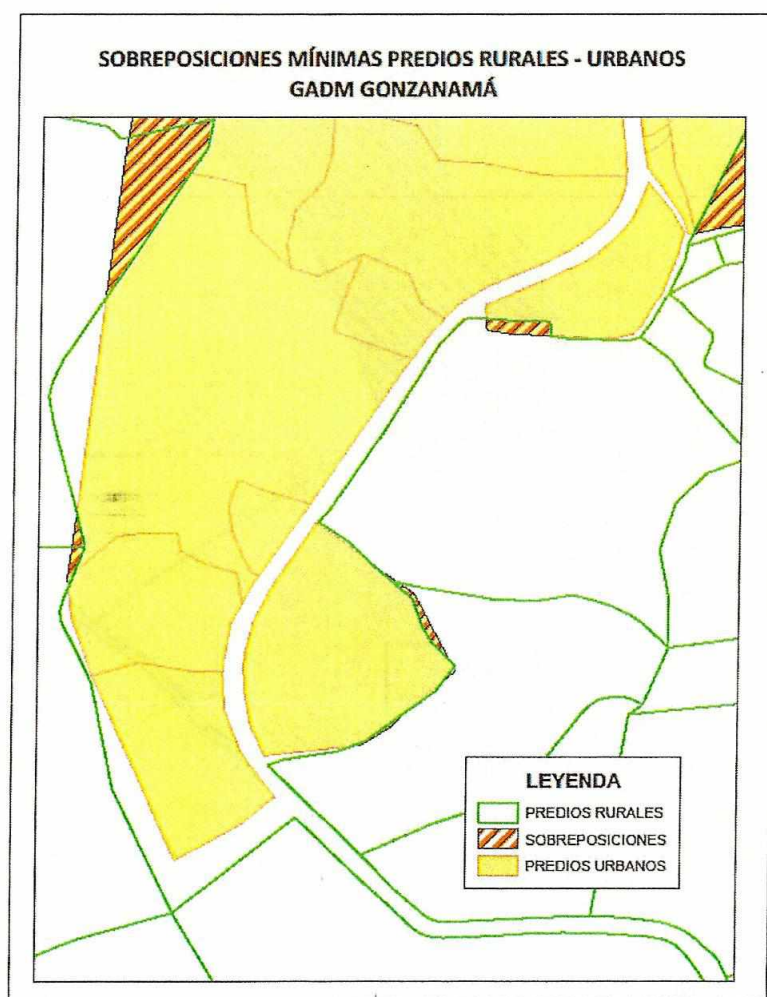 SOBREPOSICIONES MÍNIMAS PREDIOS RURALES - URBANOS
GADM GONZANAMÁ
LEYENDA
PREDIOS RURALES
SOBREPOSICIONES
PREDIOS URBANOS